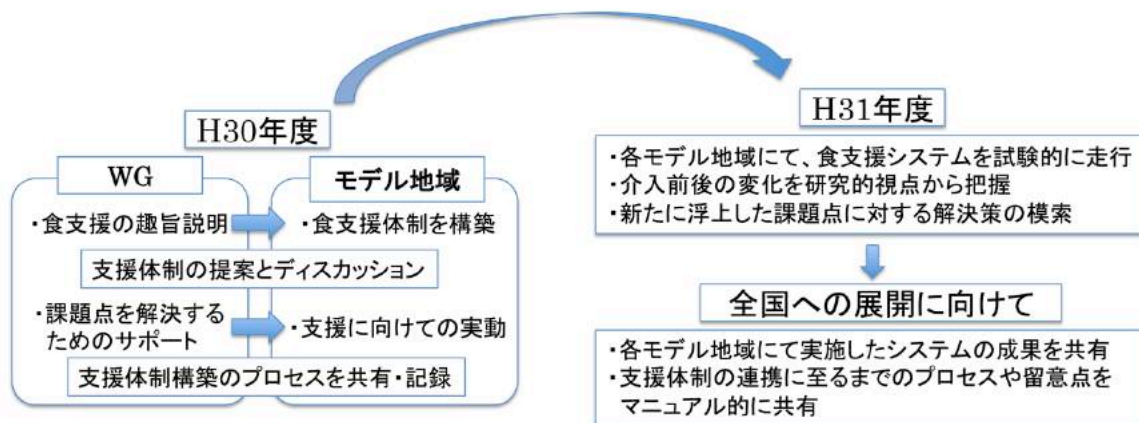 H30年度
WG
モデル地域
・食支援の趣旨説明
・食支援体制を構築
支援体制の提案とディスカッション
・課題点を解決する
ためのサポート
・支援に向けての実動
支援体制構築のプロセスを共有・記録
H31年度
・各モデル地域にて、食支援システムを試験的に走行
・介入前後の変化を研究的視点から把握
・新たに浮上した課題点に対する解決策の模索
全国への展開に向けて
・各モデル地域にて実施したシステムの成果を共有
・支援体制の連携に至るまでのプロセスや留意点を
マニュアル的に共有